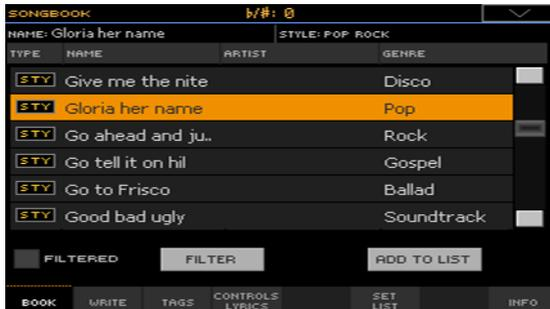 SONGBOOK b/#: 0
NAME: Gloria her name STYLE: POP ROCK
TYPE NAME ARTIST GENRE
STY Give me the nite Disco
STY Gloria her name Pop
STY Go ahead and ju.. Rock
STY Go tell it on hil Gospel
STY Go to Frisco Ballad
STY Good bad ugly Soundtrack
FILTERED FILTER ADD TO LIST
BOOK WRITE TAGS CONTROLS LYRICS SET LIST INFO